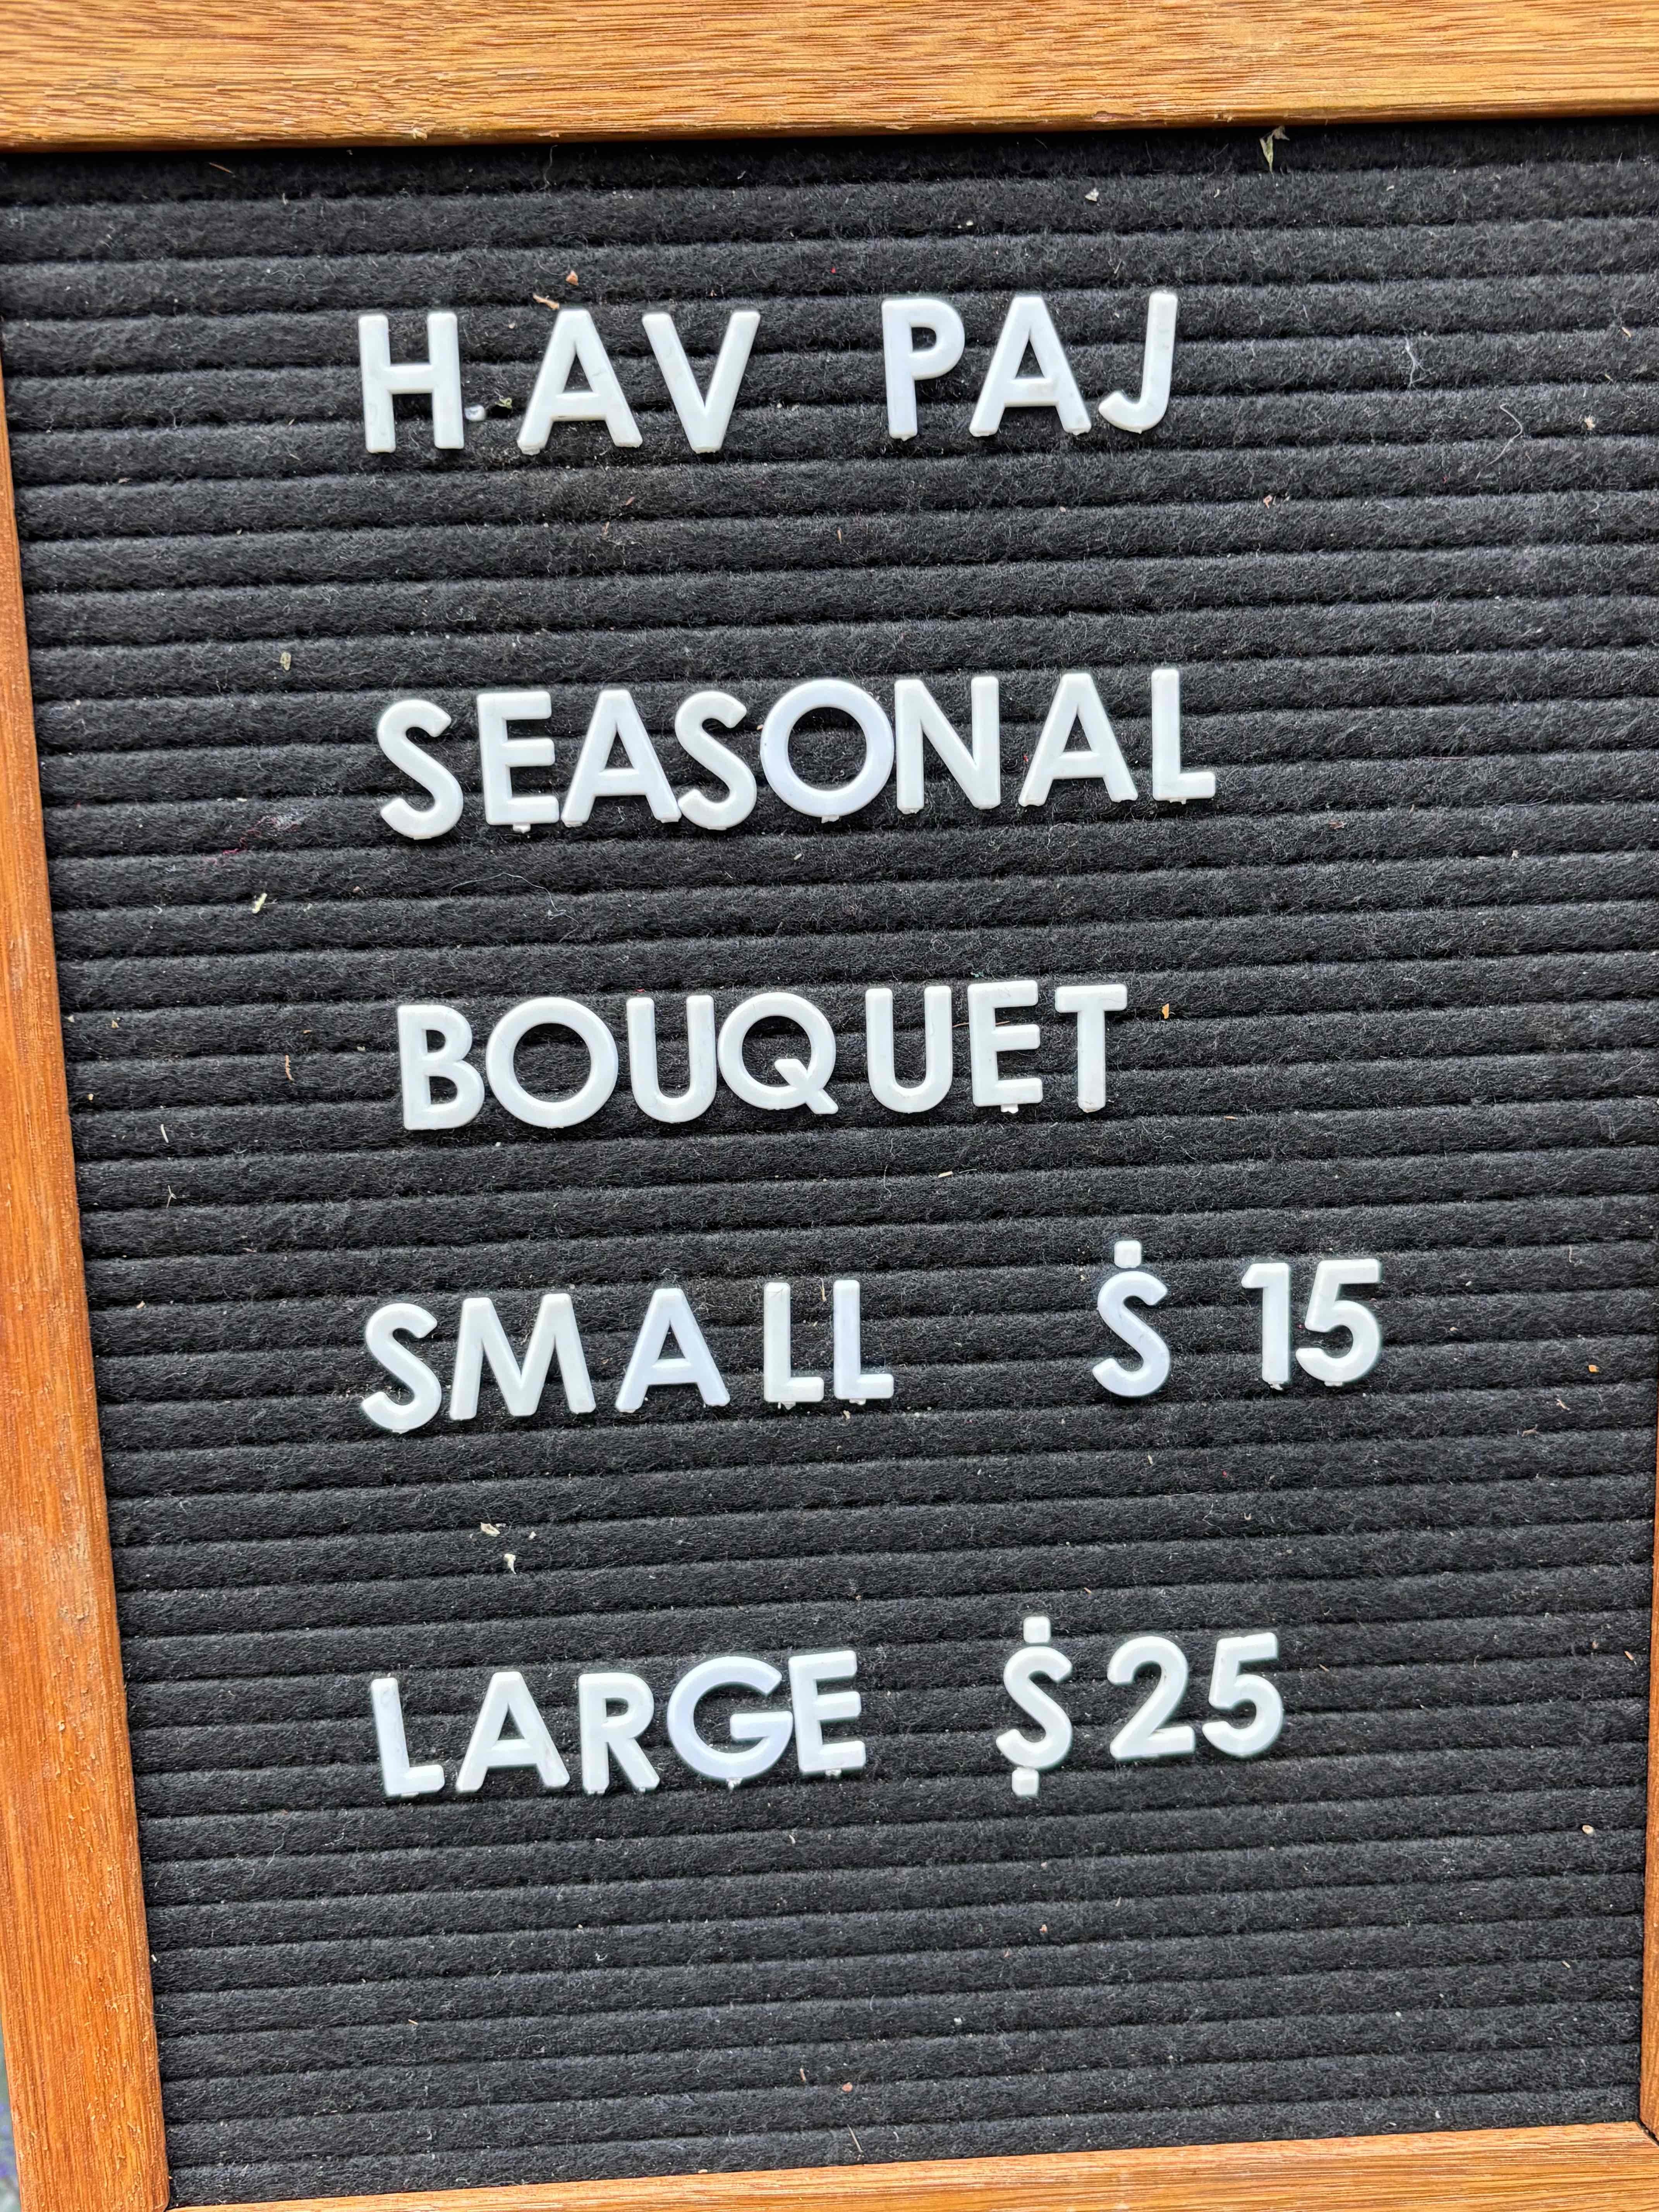 HAV PAJ
SEASONAL
BOUQUET
SMALL $ 15
LARGE $25